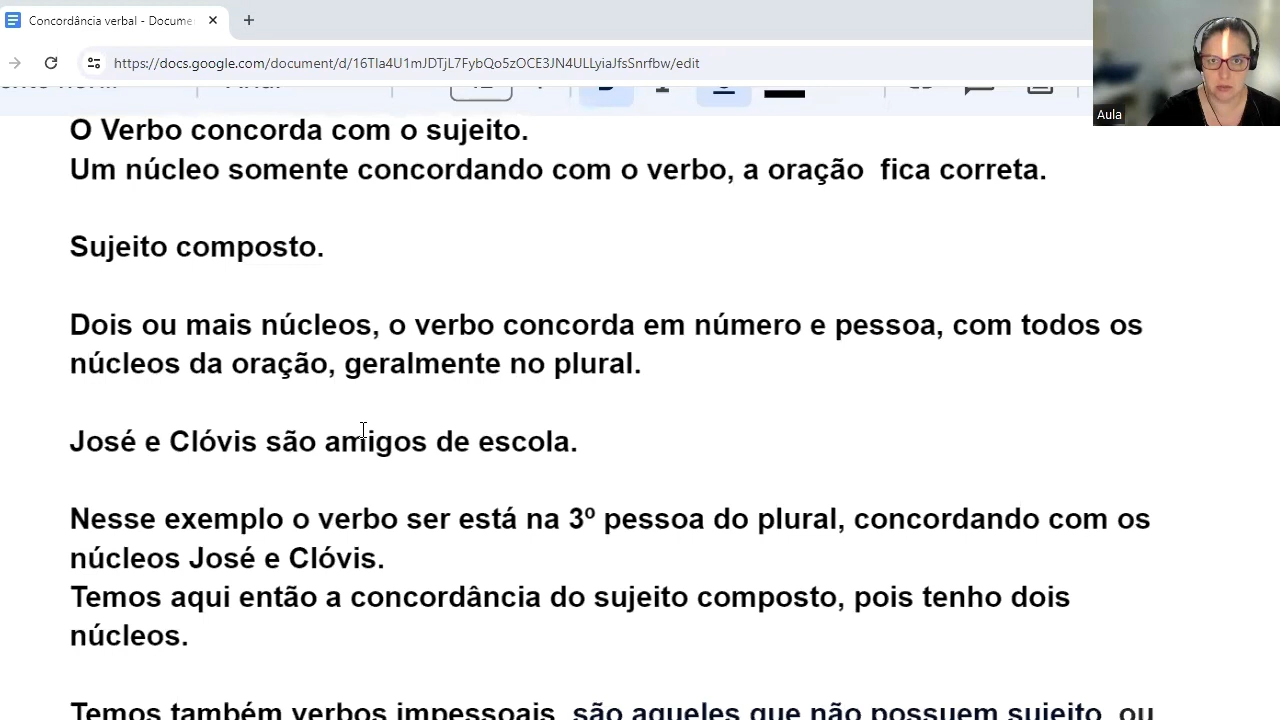 Concordância verbal - Docume
https://docs.google.com/document/d/16Tla4U1mJDTjL7FybQo5zOCE3JN4ULLyiaJfsSnrfbw/edit
Aula
O Verbo concorda com o sujeito.
Um núcleo somente concordando com o verbo, a oração fica correta.
Sujeito composto.
Dois ou mais núcleos, o verbo concorda em número e pessoa, com todos os
núcleos da oração, geralmente no plural.
José e Clóvis são amigos de escola.
Nesse exemplo o verbo ser está na 3º pessoa do plural, concordando com os
núcleos José e Clóvis.
Temos aqui então a concordância do sujeito composto, pois tenho dois
núcleos.
Temos também verbos impessoais, são aqueles que não possuem sujeito, ou